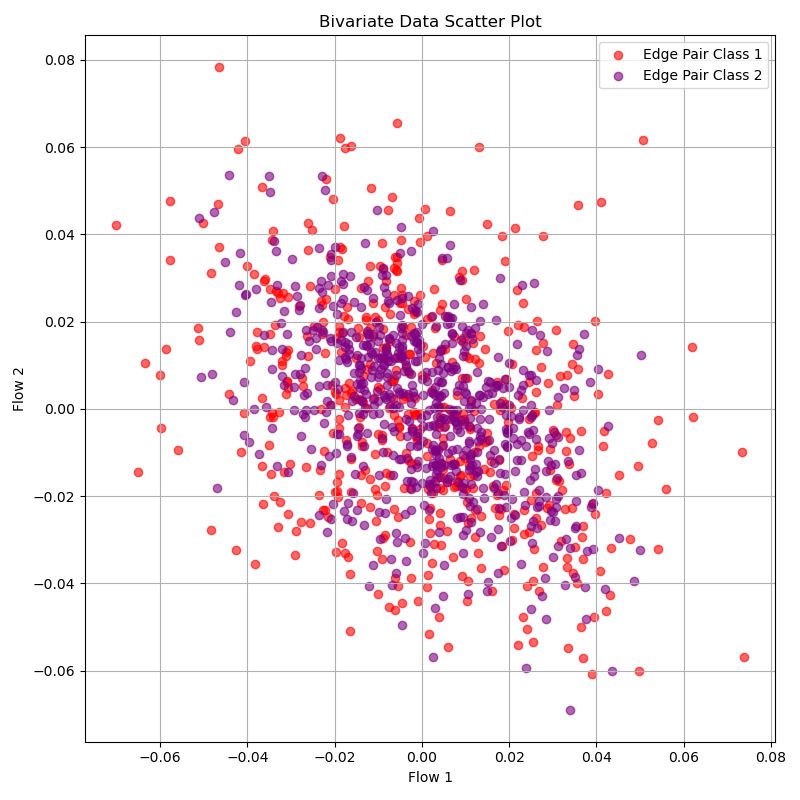 Bivariate Data Scatter Plot
Edge Pair Class 1
Edge Pair Class 2
0.08
0.06
0.04
0.02
0.00
−0.02
−0.04
−0.06
Flow 2
−0.06 −0.04 −0.02 0.00 0.02 0.04 0.06 0.08
Flow 1